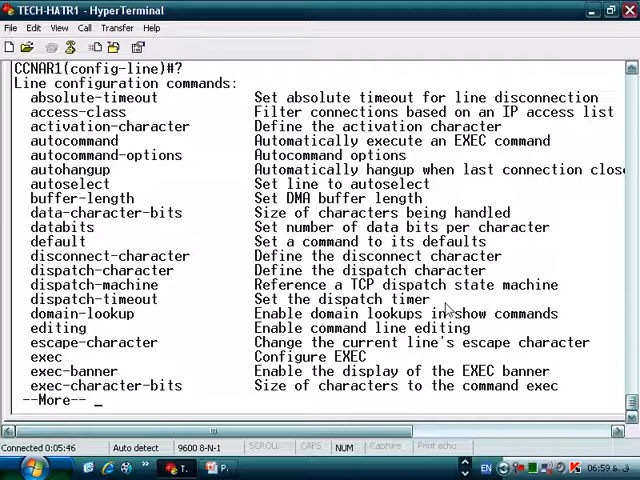 TECH-HATR1 - HyperTerminal
File Edit View Call Transfer Help
CCNAR1(config-line)#?
Line configuration commands:
absolute-timeout Set absolute timeout for line disconnection
access-class Filter connections based on an IP access list
activation-character Define the activation character
autocommand Automatically execute an EXEC command
autocommand-options Autocommand options
autohangup Automatically hangup when last connection close
autoselect Set line to autoselect
buffer-length Set DMA buffer length
data-character-bits Size of characters being handled
databits Set number of data bits per character
default Set a command to its defaults
disconnect-character Define the disconnect character
dispatch-character Define the dispatch character
dispatch-machine Reference a TCP dispatch state machine
dispatch-timeout Set the dispatch timer
domain-lookup Enable domain lookups in show commands
editing Enable command line editing
escape-character Change the current line's escape character
exec Configure EXEC
exec-banner Enable the display of the EXEC banner
exec-character-bits Size of characters to the command exec
--More-- _
Connected 0:05:46 Auto detect 9600 8-N-1 SCROLL CAPS NUM Capture Print echo
T. P. EN 06:59